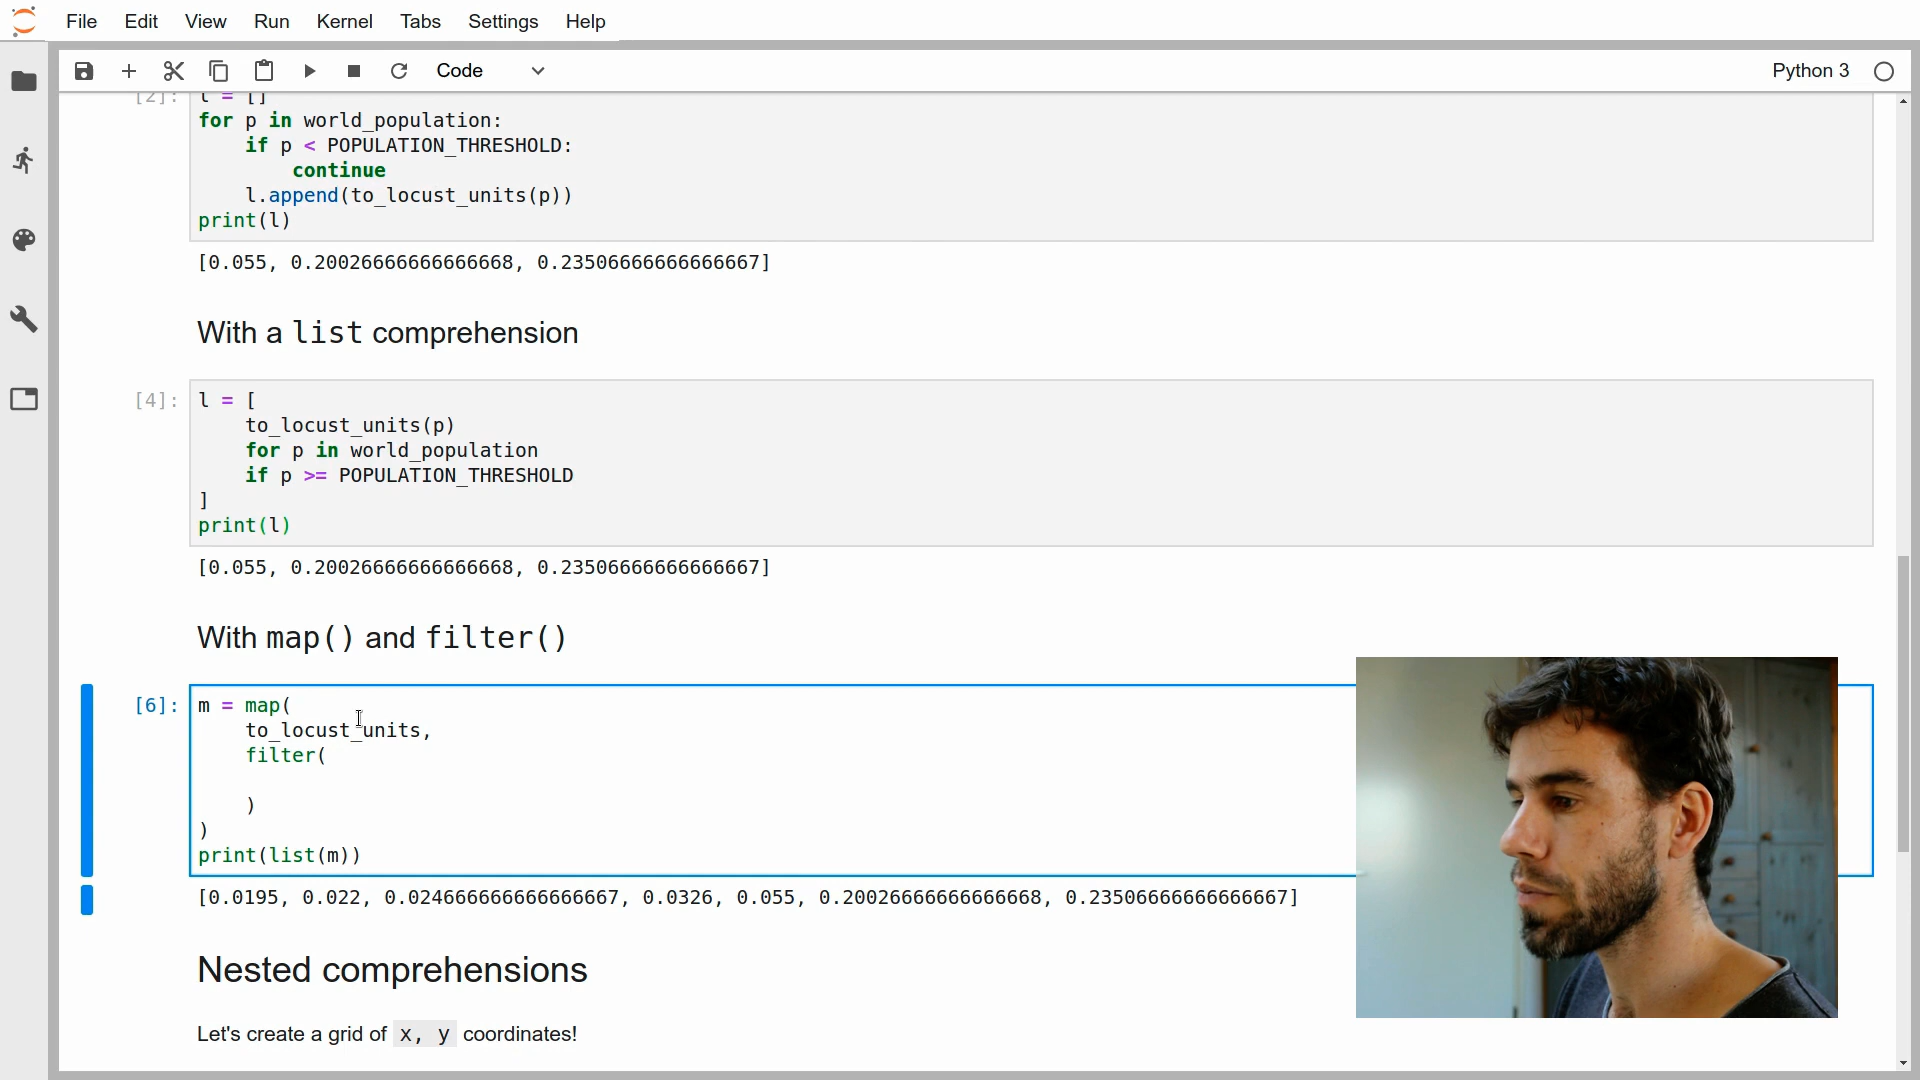 File Edit View Run Kernel Tabs Settings Help
Code
Python 3
[2]: l = []
for p in world_population:
if p < POPULATION_THRESHOLD:
continue
l.append(to_locust_units(p))
print(l)
[0.055, 0.20026666666666668, 0.23506666666666667]
With a list comprehension
[4]: l = [
to_locust_units(p)
for p in world_population
if p >= POPULATION_THRESHOLD
]
print(l)
[0.055, 0.20026666666666668, 0.23506666666666667]
With map() and filter()
[6]: m = map(
to_locust_units,
filter(
)
)
print(list(m))
[0.0195, 0.022, 0.024666666666666667, 0.0326, 0.055, 0.20026666666666668, 0.23506666666666667]
Nested comprehensions
Let's create a grid of x, y coordinates!